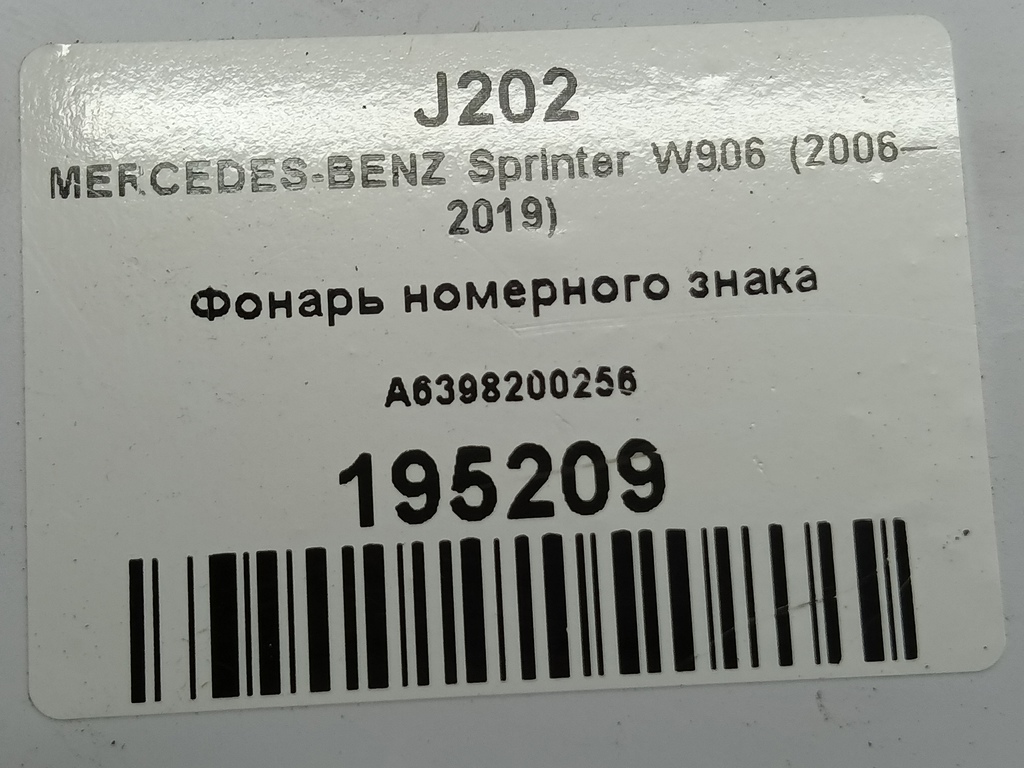 J202
MERCEDES-BENZ Sprinter W906 (2006—
2019)
Фонарь номерного знака
A6398200256
195209